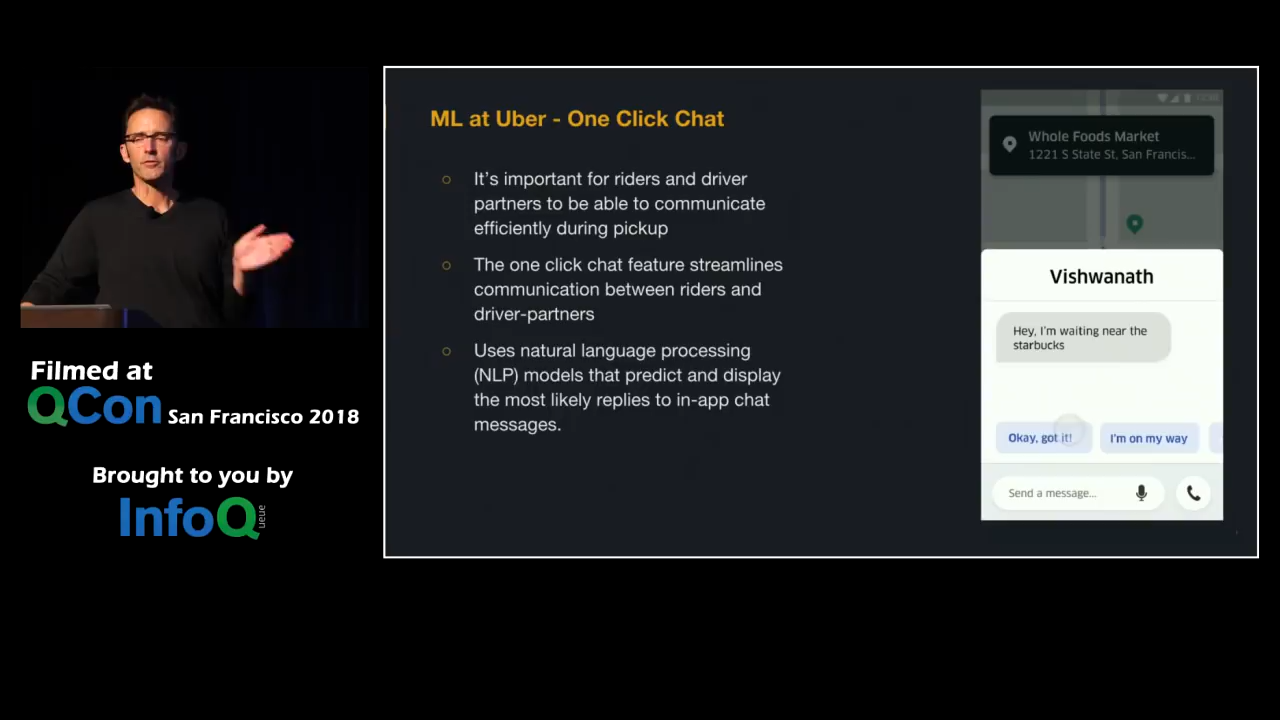 Filmed at
QCon San Francisco 2018
Brought to you by
InfoQ
ueue
ML at Uber - One Click Chat
○ It's important for riders and driver
partners to be able to communicate
efficiently during pickup
○ The one click chat feature streamlines
communication between riders and
driver-partners
○ Uses natural language processing
(NLP) models that predict and display
the most likely replies to in-app chat
messages.
Whole Foods Market
1221 S State St, San Francis...
Vishwanath
Hey, I'm waiting near the
starbucks
Okay, got it!
I'm on my way
Send a message...